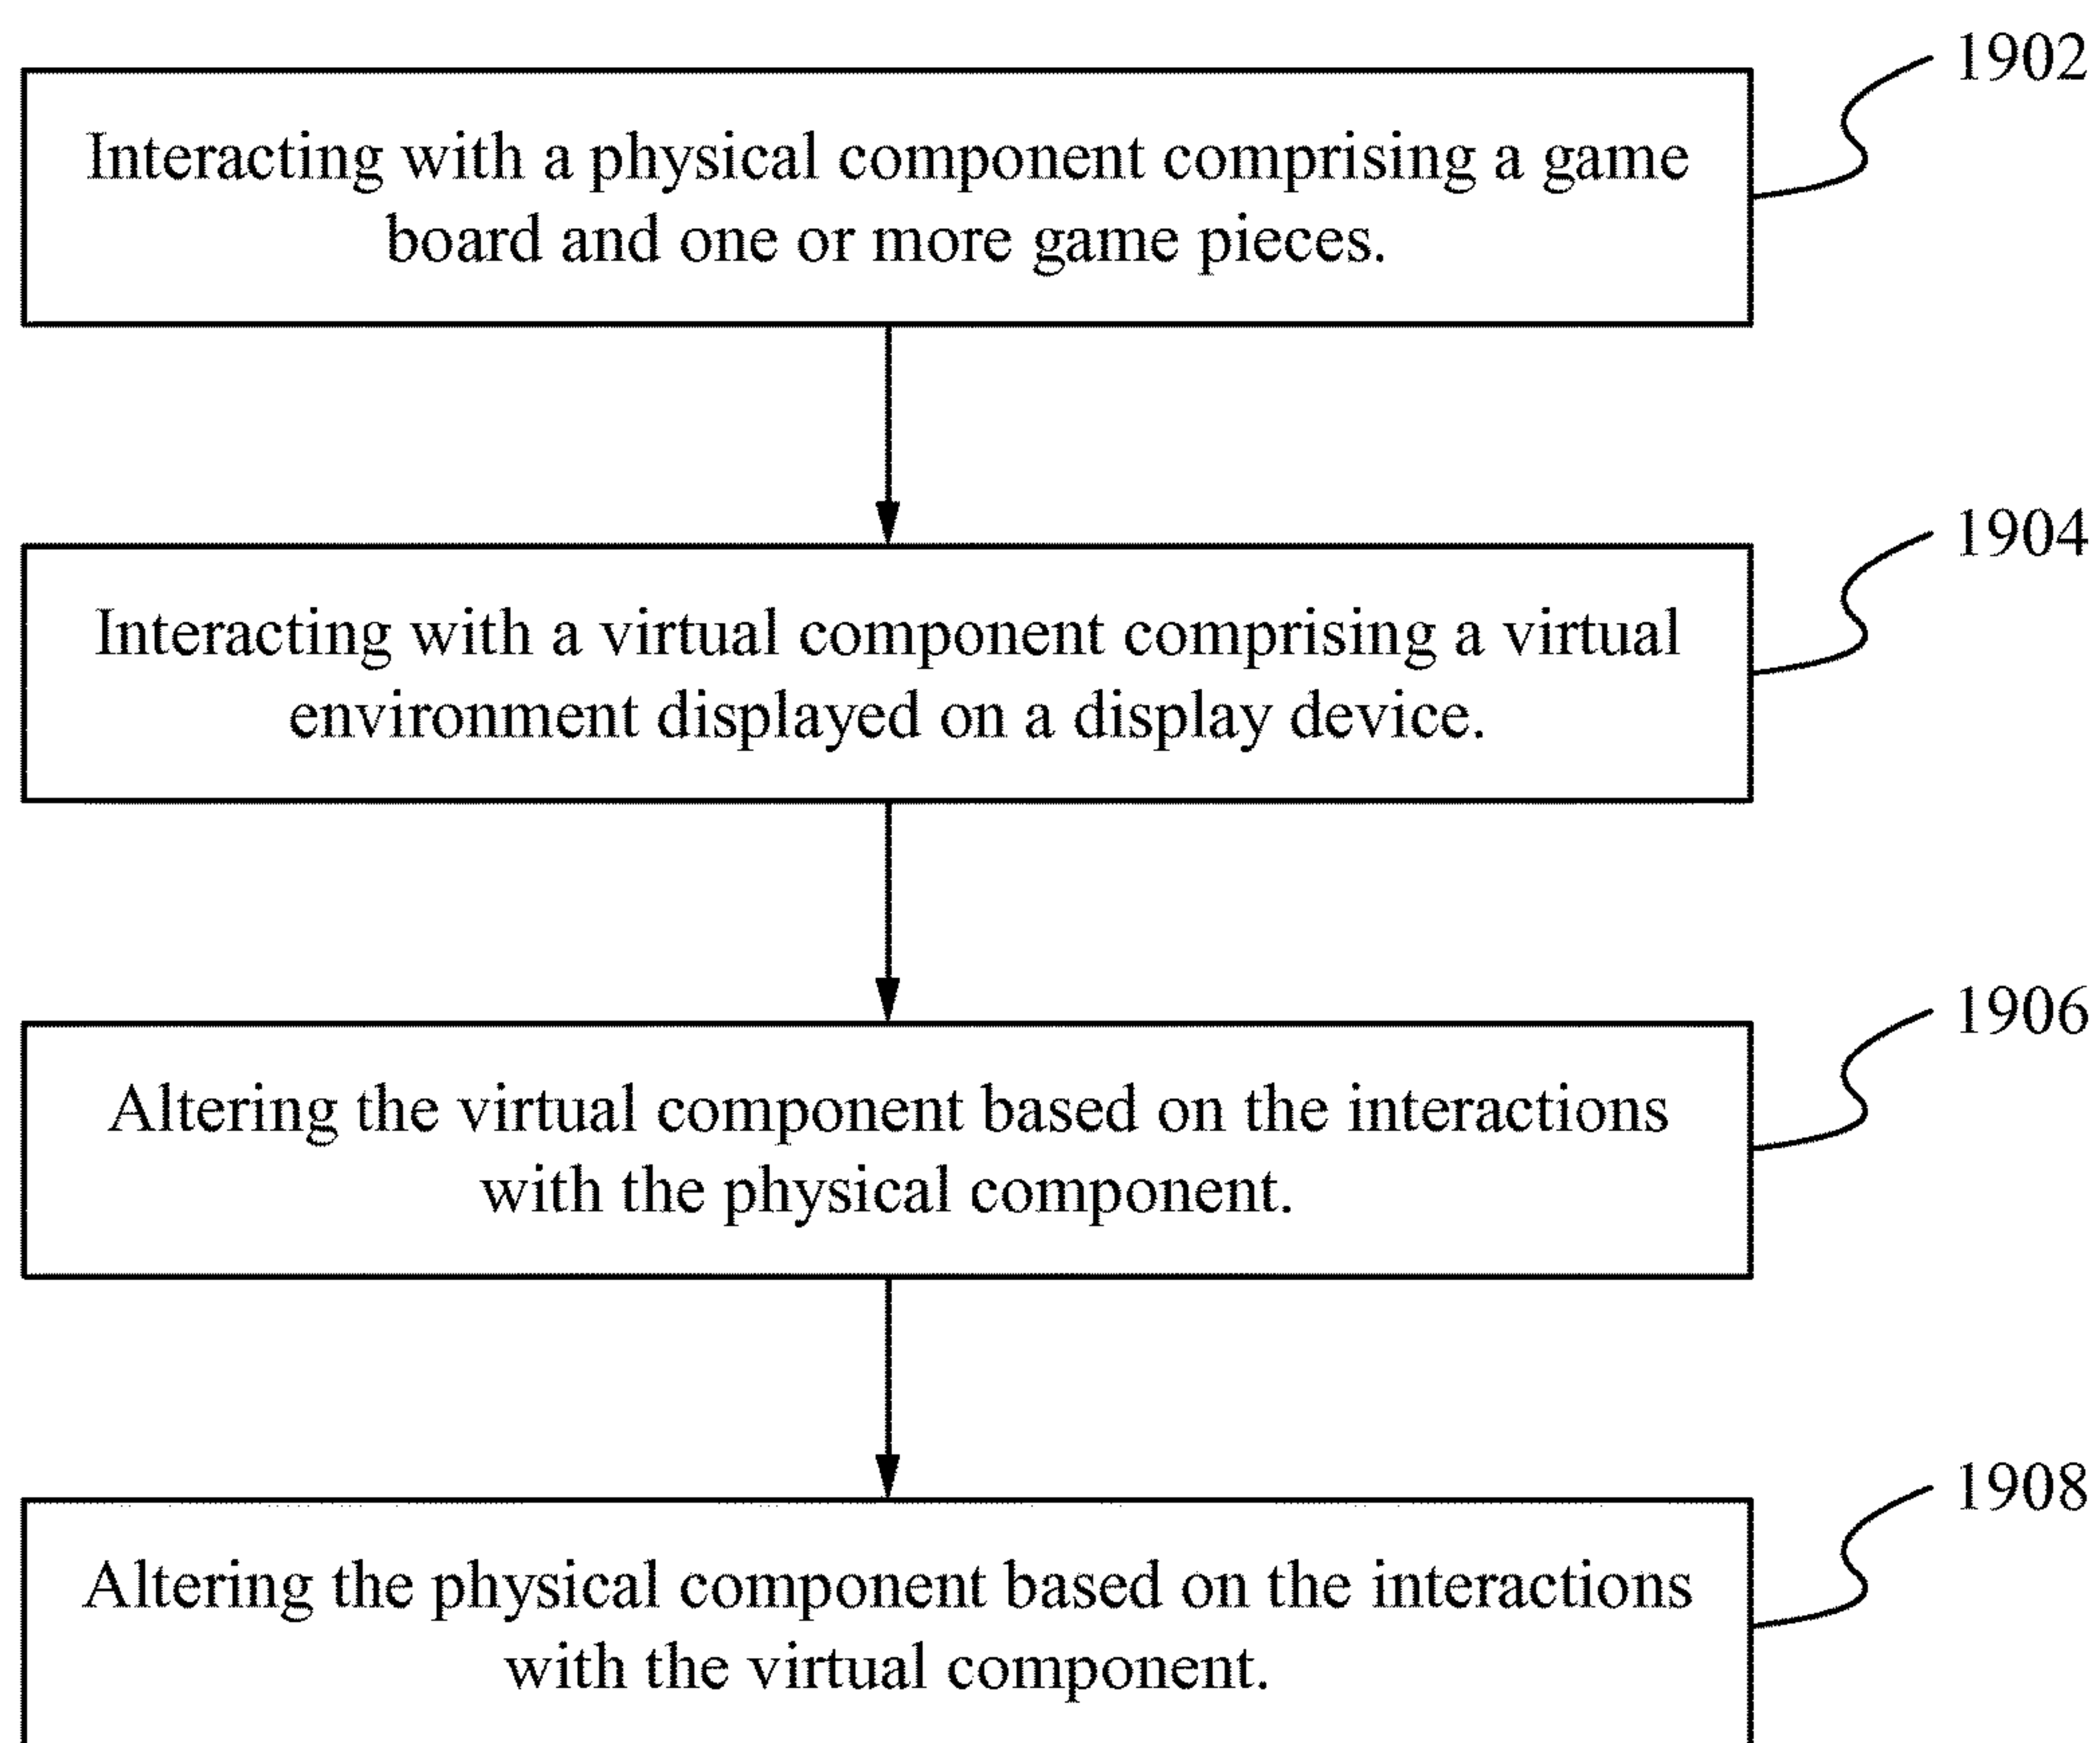 1902
Interacting with a physical component comprising a game
board and one or more game pieces.
1904
Interacting with a virtual component comprising a virtual
environment displayed on a display device.
1906
Altering the virtual component based on the interactions
with the physical component.
1908
Altering the physical component based on the interactions
with the virtual component.